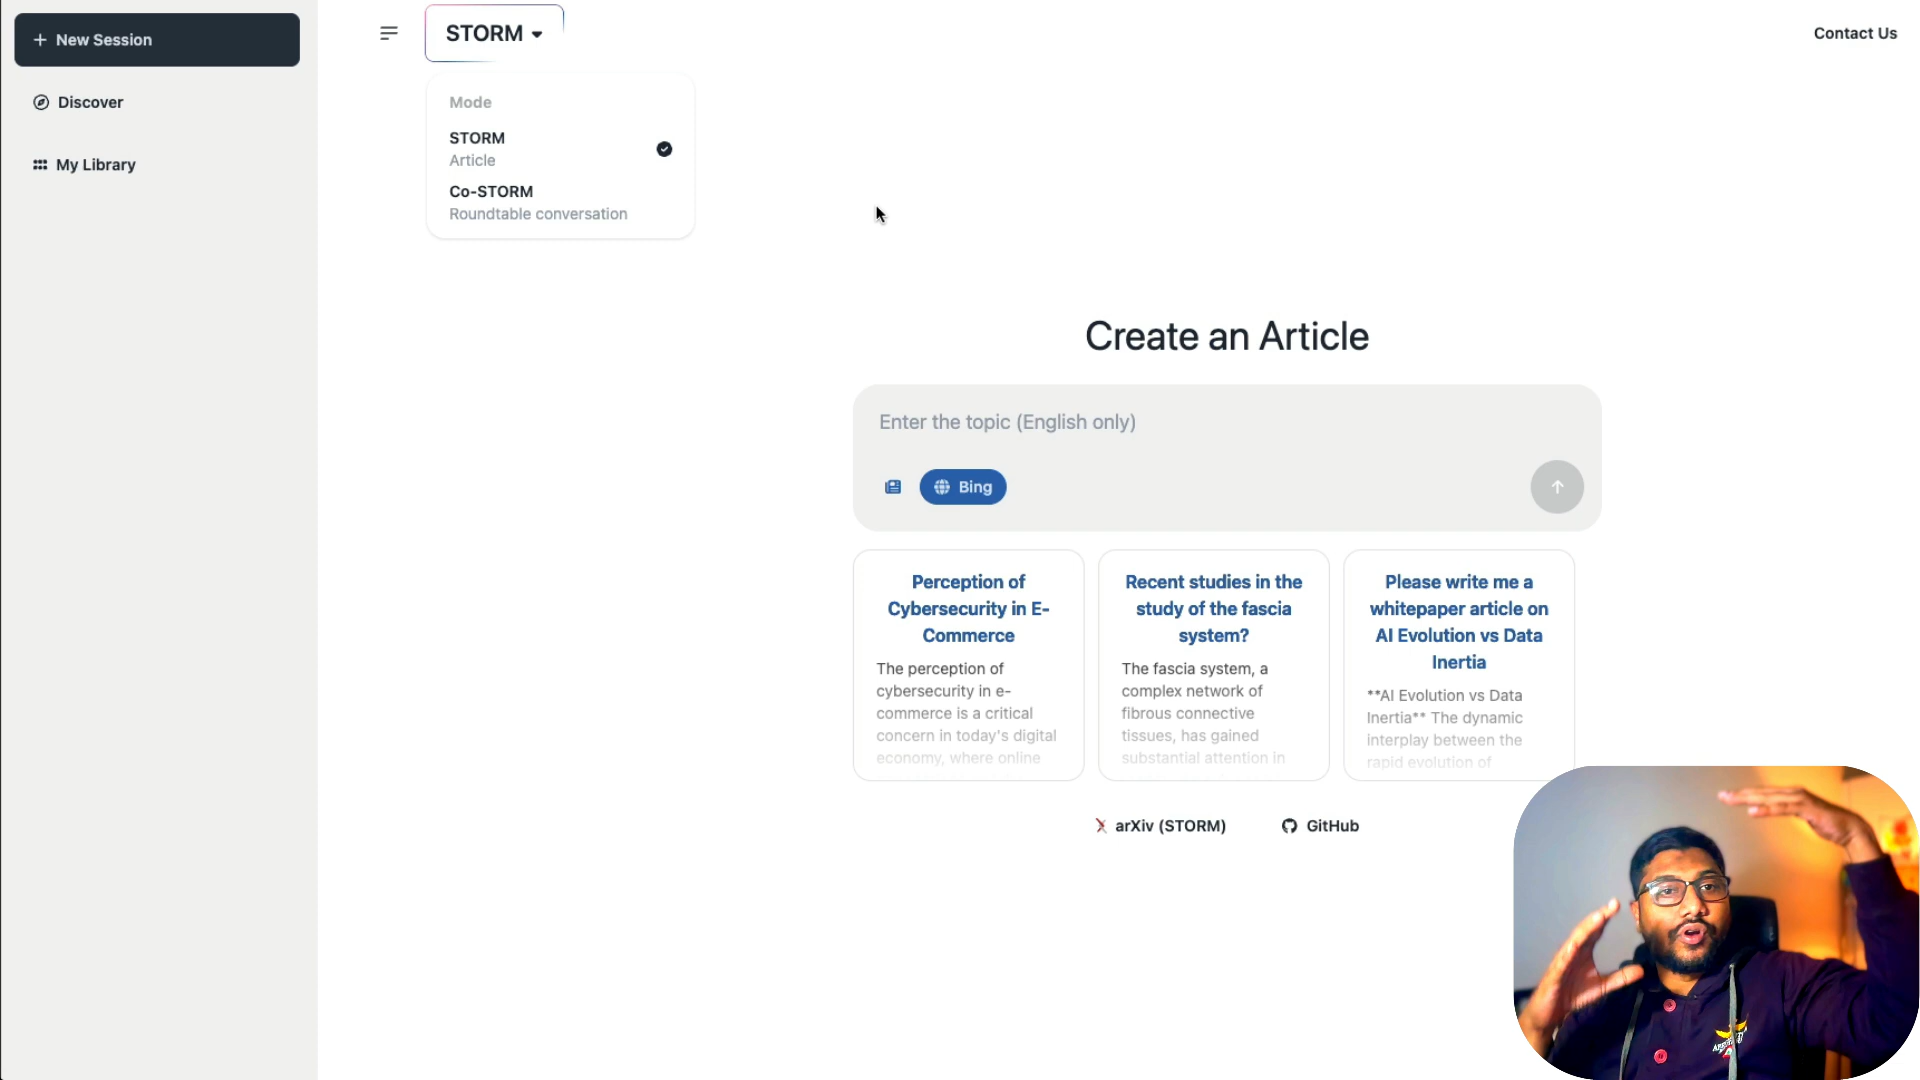 New Session
Discover
My Library
STORM
Contact Us
Mode
STORM
Article
Co-STORM
Roundtable conversation
Create an Article
Enter the topic (English only)
Bing
Perception of
Cybersecurity in E-
Commerce
The perception of
cybersecurity in e-
commerce is a critical
concern in today's digital
economy, where online
Recent studies in the
study of the fascia
system?
The fascia system, a
complex network of
fibrous connective
tissues, has gained
substantial attention in
Please write me a
whitepaper article on
AI Evolution vs Data
Inertia
**AI Evolution vs Data
Inertia** The dynamic
interplay between the
rapid evolution of
arXiv (STORM)
GitHub